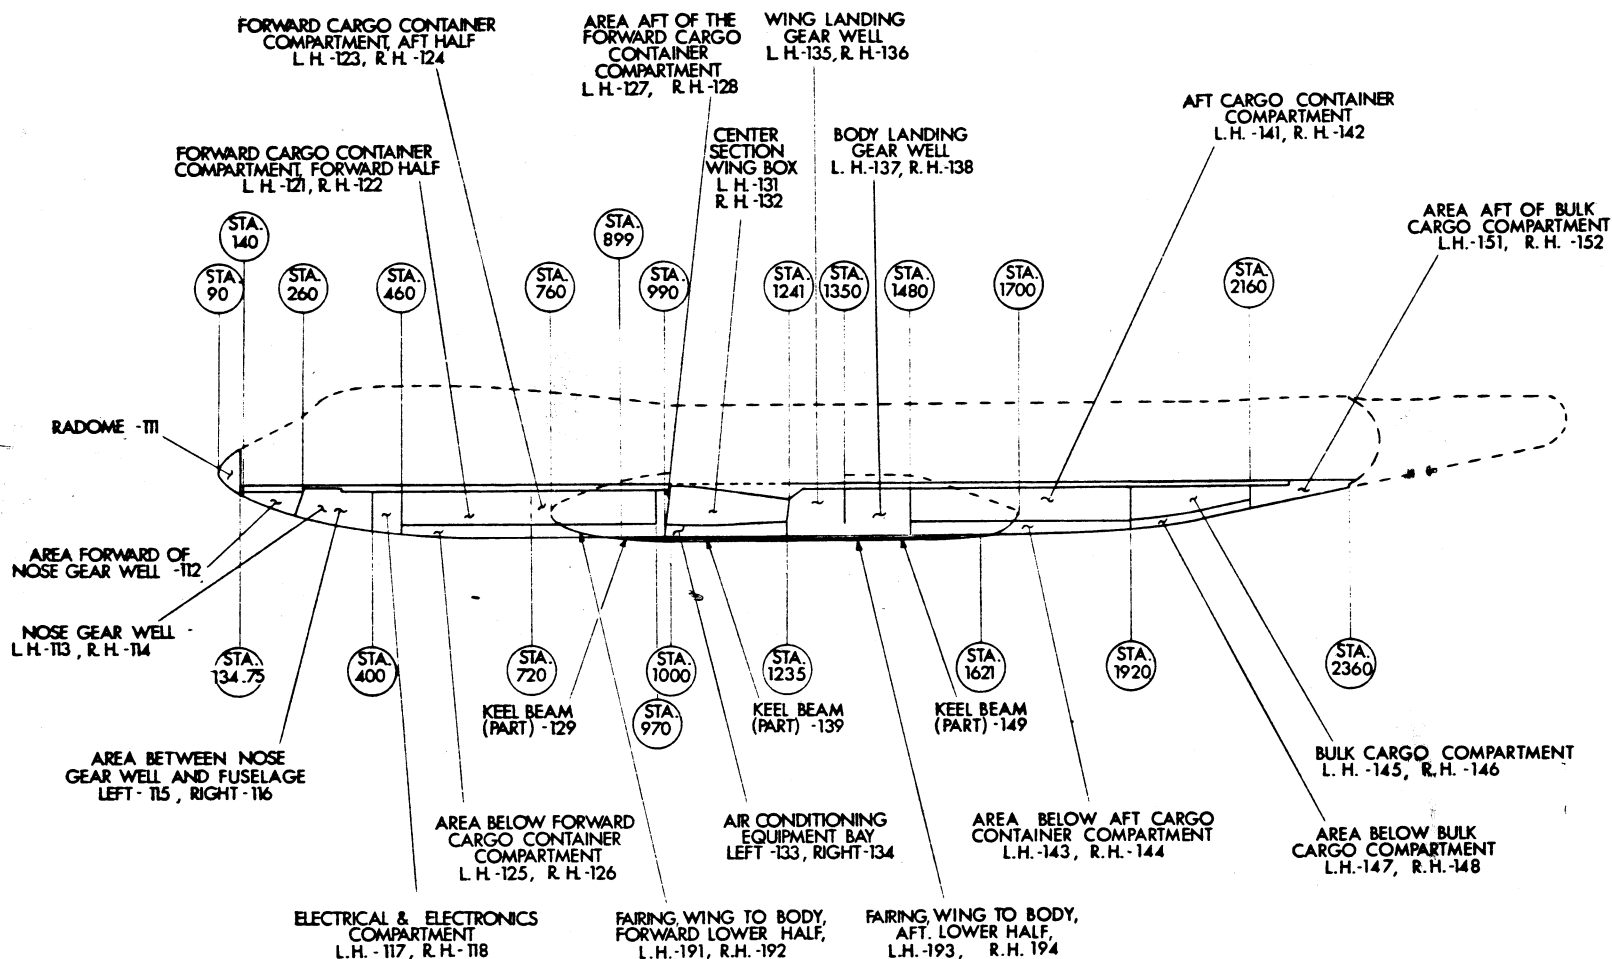 FORWARD CARGO CONTAINER
COMPARTMENT, AFT HALF
L. H. -123, R. H. -124
AREA AFT OF THE
FORWARD CARGO
CONTAINER
COMPARTMENT
L. H. -127, R. H. -128
WING LANDING
GEAR WELL
L. H. -135, R. H. -136
AFT CARGO CONTAINER
COMPARTMENT
L. H. -141, R. H. -142
FORWARD CARGO CONTAINER
COMPARTMENT, FORWARD HALF
L. H. -121, R. H. -122
CENTER
SECTION
WING BOX
L. H. -131
R. H. -132
BODY LANDING
GEAR WELL
L. H. -137, R. H. -138
AREA AFT OF BULK
CARGO COMPARTMENT
L.H. -151, R. H. -152
STA.
90
STA.
140
STA.
260
STA.
460
STA.
760
STA.
899
STA.
990
STA.
1241
STA.
1350
STA.
1480
STA.
1700
STA.
2160
RADOME -111
AREA FORWARD OF
NOSE GEAR WELL -112
NOSE GEAR WELL -
L. H. -113, R. H. -114
STA.
134.75
STA.
400
STA.
720
STA.
970
STA.
1000
STA.
1235
STA.
1621
STA.
1920
STA.
2360
KEEL BEAM
(PART) -129
KEEL BEAM
(PART) -139
KEEL BEAM
(PART) -149
AREA BETWEEN NOSE
GEAR WELL AND FUSELAGE
LEFT - 115, RIGHT - 116
BULK CARGO COMPARTMENT
L. H. -145, R. H. -146
AREA BELOW FORWARD
CARGO CONTAINER
COMPARTMENT
L. H. -125, R. H. -126
AIR CONDITIONING
EQUIPMENT BAY
LEFT -133, RIGHT -134
AREA BELOW AFT CARGO
CONTAINER COMPARTMENT
L.H. -143, R.H. -144
AREA BELOW BULK
CARGO COMPARTMENT
L.H. -147, R.H. -148
ELECTRICAL & ELECTRONICS
COMPARTMENT
L.H. - 117, R.H. - 118
FAIRING, WING TO BODY,
FORWARD LOWER HALF,
L.H. -191, R.H. -192
FAIRING, WING TO BODY,
AFT. LOWER HALF,
L.H. -193, R.H. 194